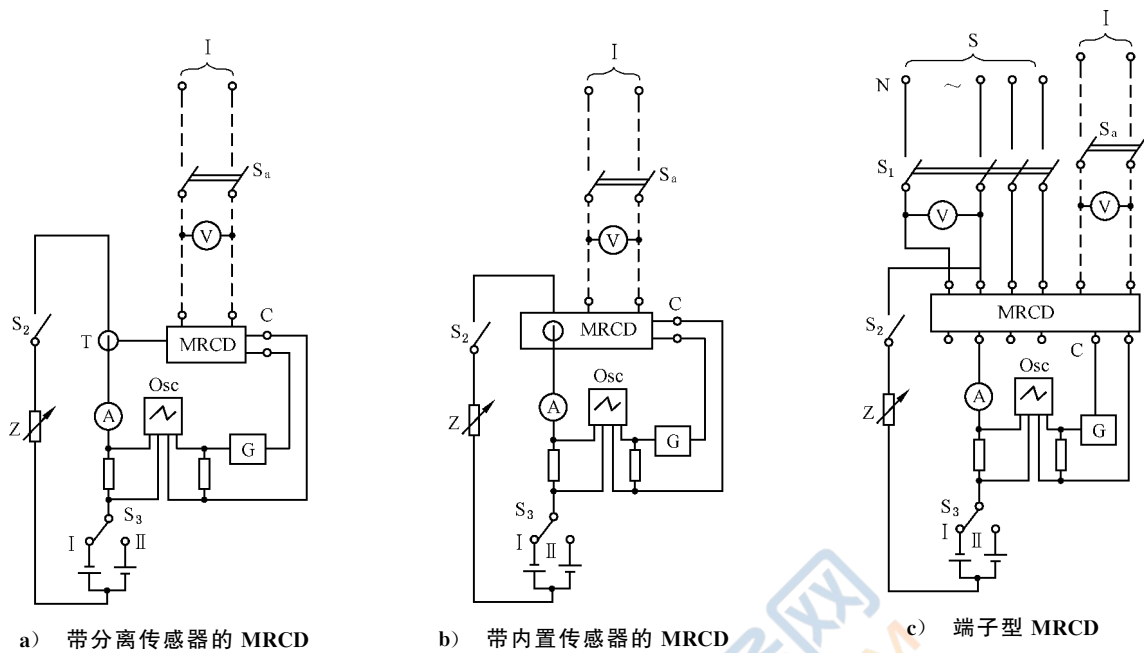 Ⅰ
Sa
V
S2
T
MRCD
C
Osc
A
Z
G
S3
Ⅰ
Ⅱ
a) 带分离传感器的 MRCD
Ⅰ
Sa
V
MRCD
C
S2
Osc
A
Z
G
S3
Ⅰ
Ⅱ
b) 带内置传感器的 MRCD
Ⅰ
S
N
~
Sa
S1
V
V
MRCD
S2
C
Osc
A
Z
G
S3
Ⅰ
Ⅱ
c) 端子型 MRCD